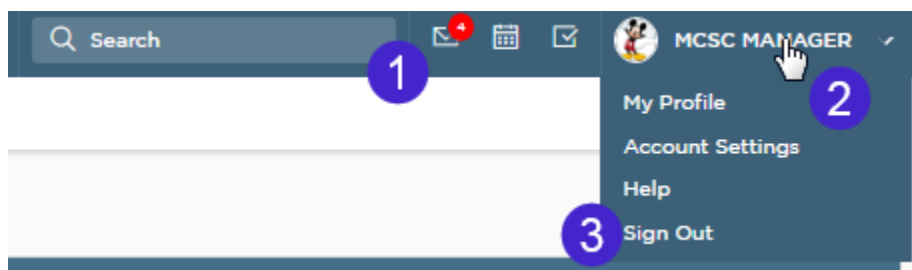 Search
4
MCSC MANAGER
1
2
My Profile
Account Settings
Help
3
Sign Out